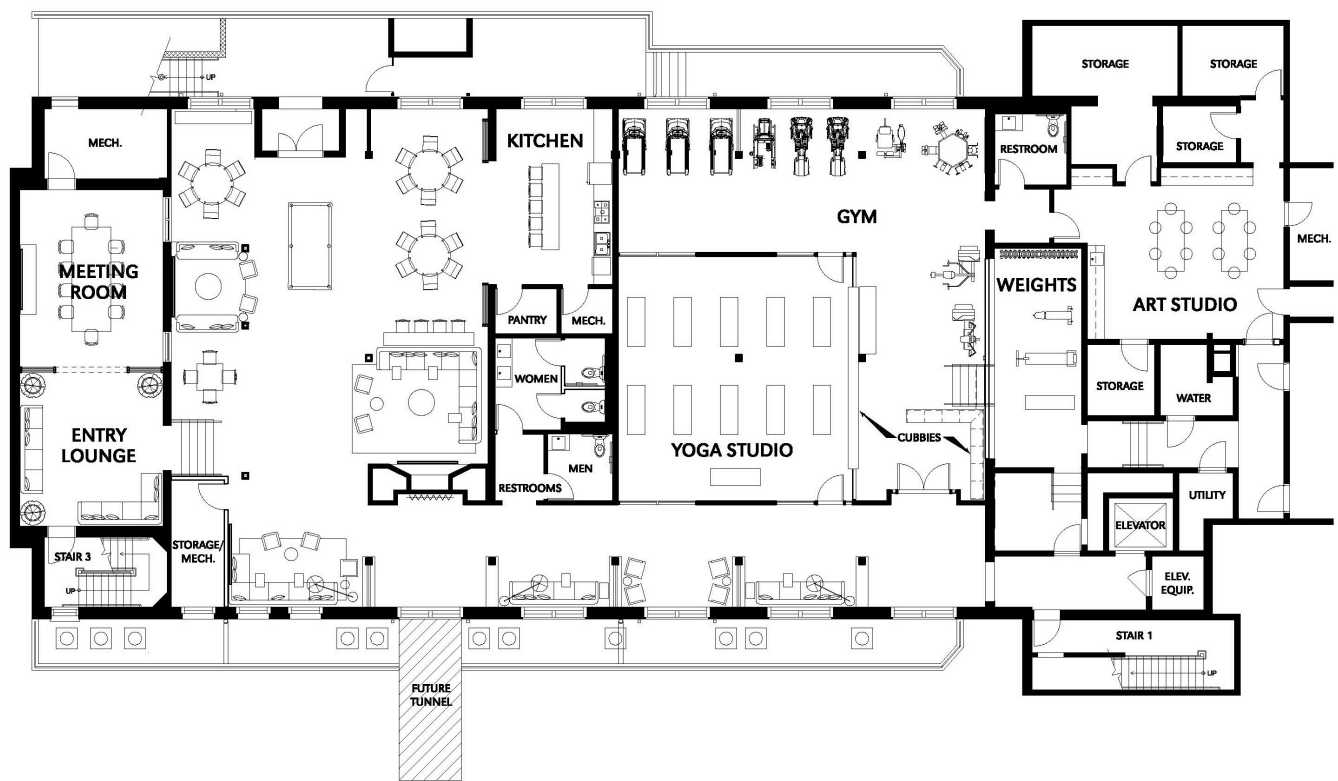 STORAGE
STORAGE
UP
MECH.
KITCHEN
RESTROOM
STORAGE
GYM
MECH.
MEETING
ROOM
WEIGHTS
ART STUDIO
PANTRY
MECH.
WOMEN
STORAGE
WATER
ENTRY
LOUNGE
CUBBIES
YOGA STUDIO
MEN
RESTROOMS
UTILITY
ELEVATOR
STAIR 3
STORAGE/
MECH.
UP
ELEV.
EQUIP.
STAIR 1
UP
FUTURE
TUNNEL